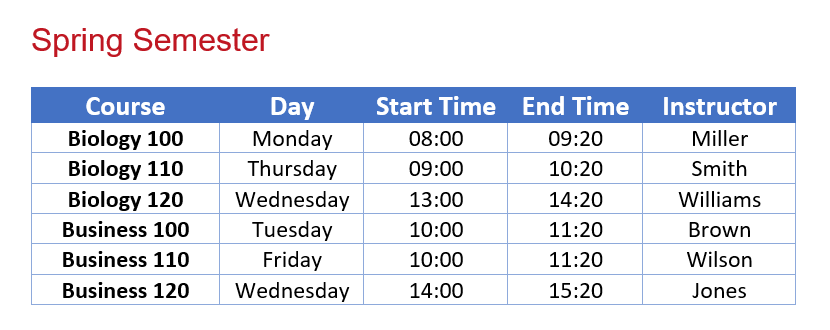 Spring Semester
Course Day Start Time End Time Instructor
Biology 100 Monday 08:00 09:20 Miller
Biology 110 Thursday 09:00 10:20 Smith
Biology 120 Wednesday 13:00 14:20 Williams
Business 100 Tuesday 10:00 11:20 Brown
Business 110 Friday 10:00 11:20 Wilson
Business 120 Wednesday 14:00 15:20 Jones